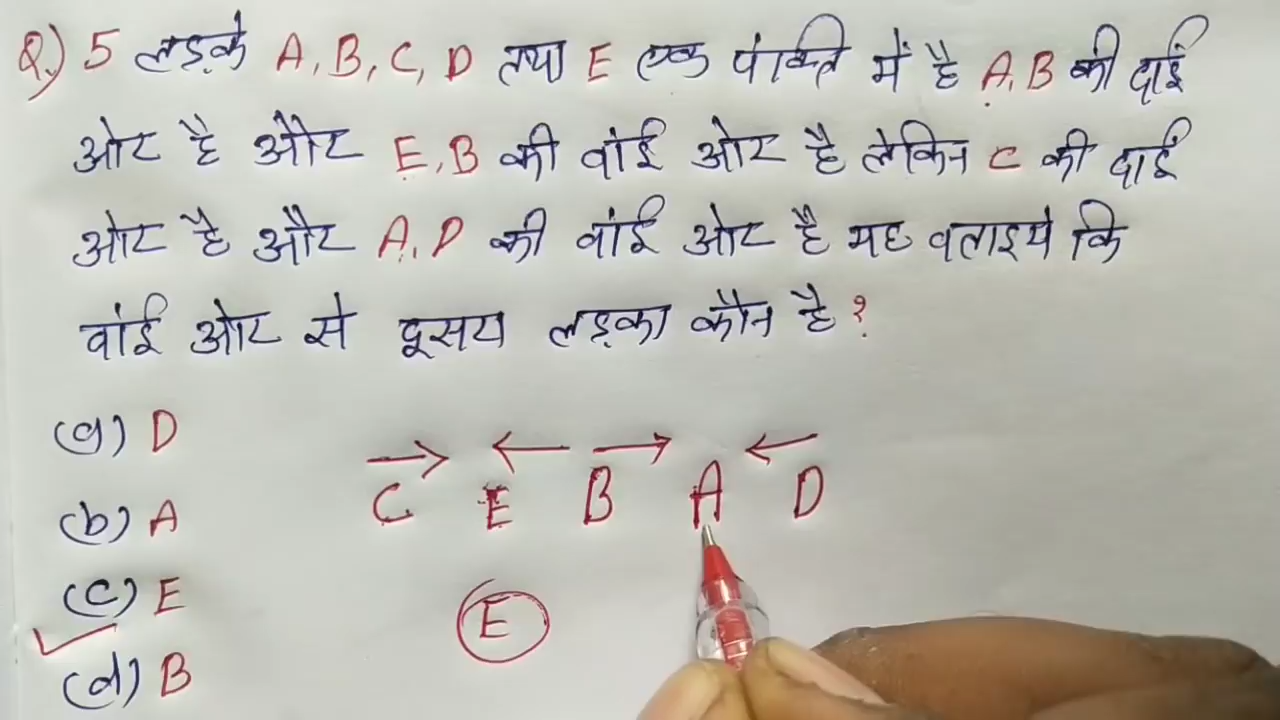 Q.) 5 लड़के A, B, C, D तथा E एक पंक्ति में है A, B की दाईं
ओर है और E, B की बांई ओर है लेकिन C की दाईं
ओर है और A, D की बांई ओर है यह बताइये कि
बांई ओर से दूसरा लड़का कौन है ?
(a) D
(b) A
(c) E
(d) B
C E B A D
E